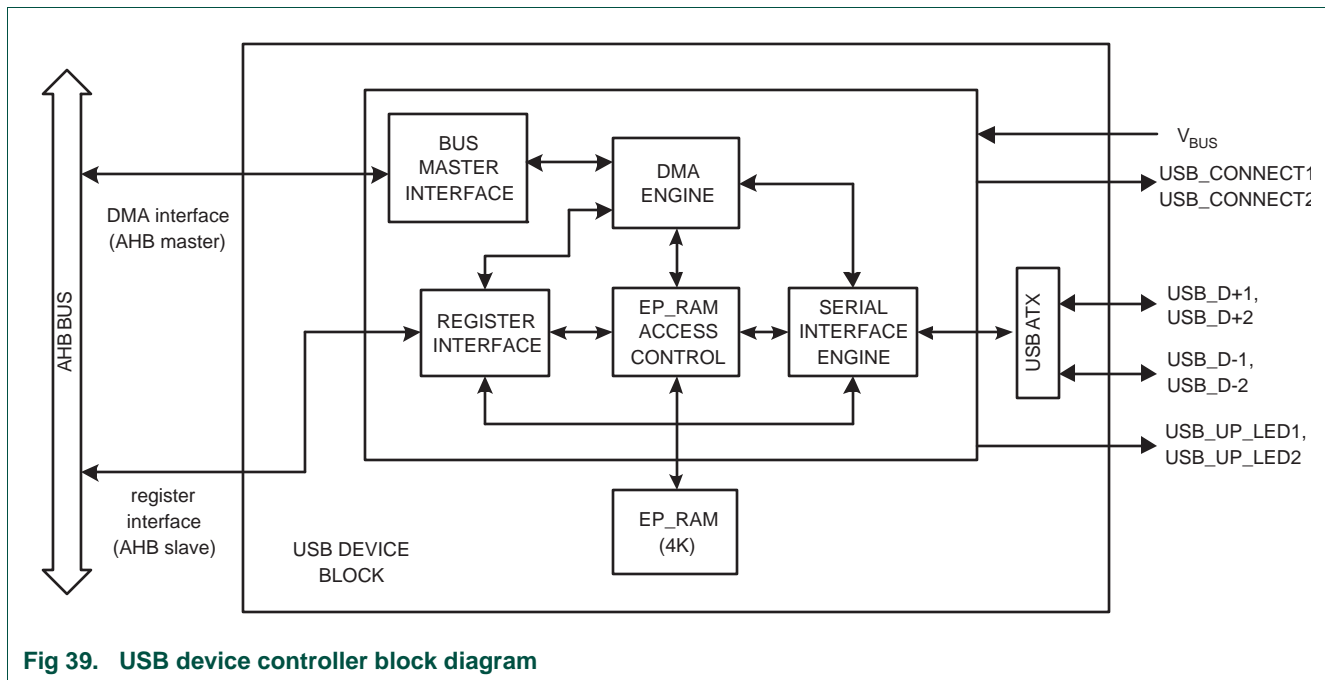 AHB BUS
DMA interface
(AHB master)
register
interface
(AHB slave)
BUS
MASTER
INTERFACE
DMA
ENGINE
REGISTER
INTERFACE
EP_RAM
ACCESS
CONTROL
SERIAL
INTERFACE
ENGINE
EP_RAM
(4K)
USB DEVICE
BLOCK
USB ATX
VBUS
USB_CONNECT1
USB_CONNECT2
USB_D+1,
USB_D+2
USB_D-1,
USB_D-2
USB_UP_LED1,
USB_UP_LED2
Fig 39. USB device controller block diagram